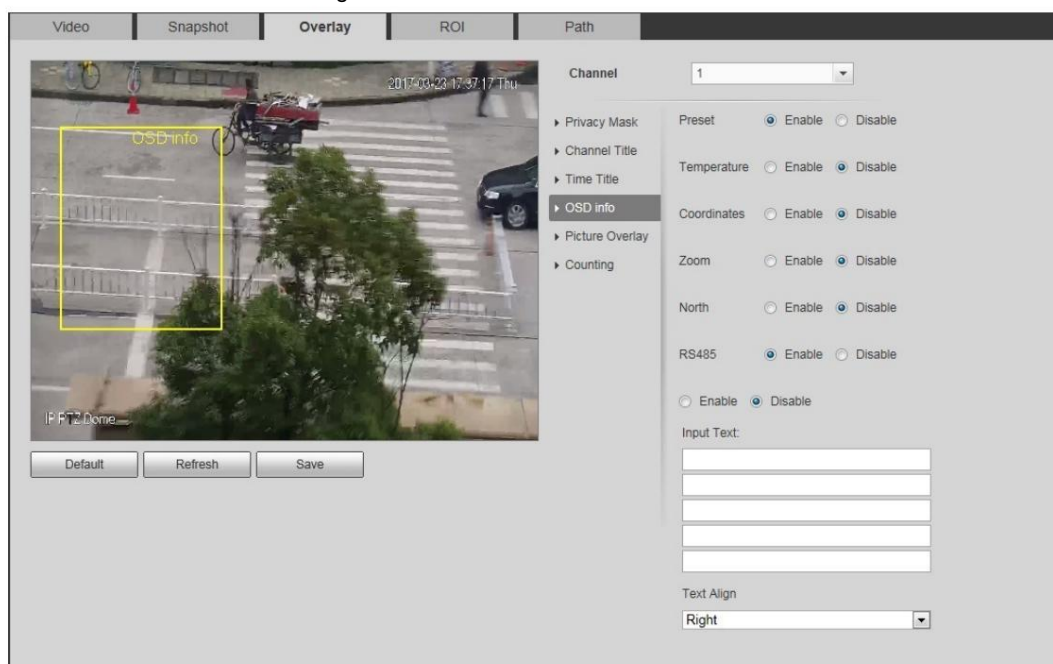 Video Snapshot Overlay ROI Path
2017-03-23 17:37:17 Thu
OSD info
IP PTZ Dome
Default Refresh Save
Channel 1
Privacy Mask
Channel Title
Time Title
OSD info
Picture Overlay
Counting
Preset Enable Disable
Temperature Enable Disable
Coordinates Enable Disable
Zoom Enable Disable
North Enable Disable
RS485 Enable Disable
Enable Disable
Input Text:
Text Align
Right